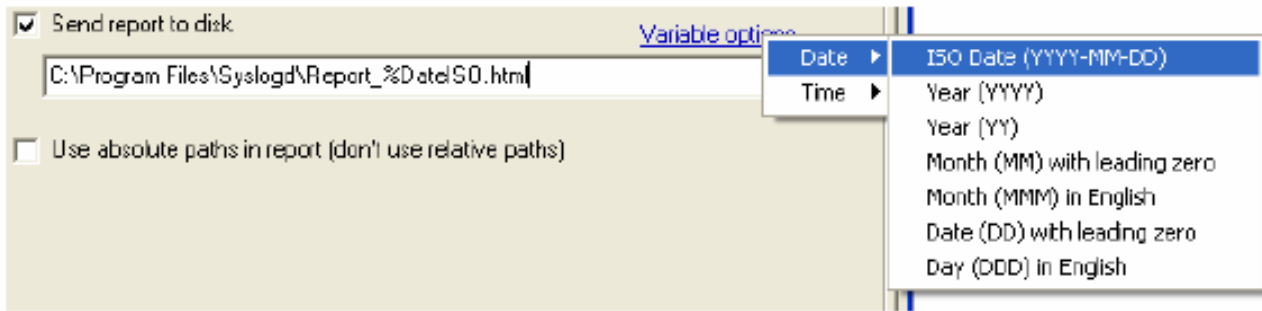 Send report to disk
Variable options
C:\Program Files\Syslogd\Report_%DateISO.html
Date
Time
ISO Date (YYYY-MM-DD)
Year (YYYY)
Year (YY)
Month (MM) with leading zero
Month (MMM) in English
Date (DD) with leading zero
Day (DDD) in English
Use absolute paths in report (don't use relative paths)